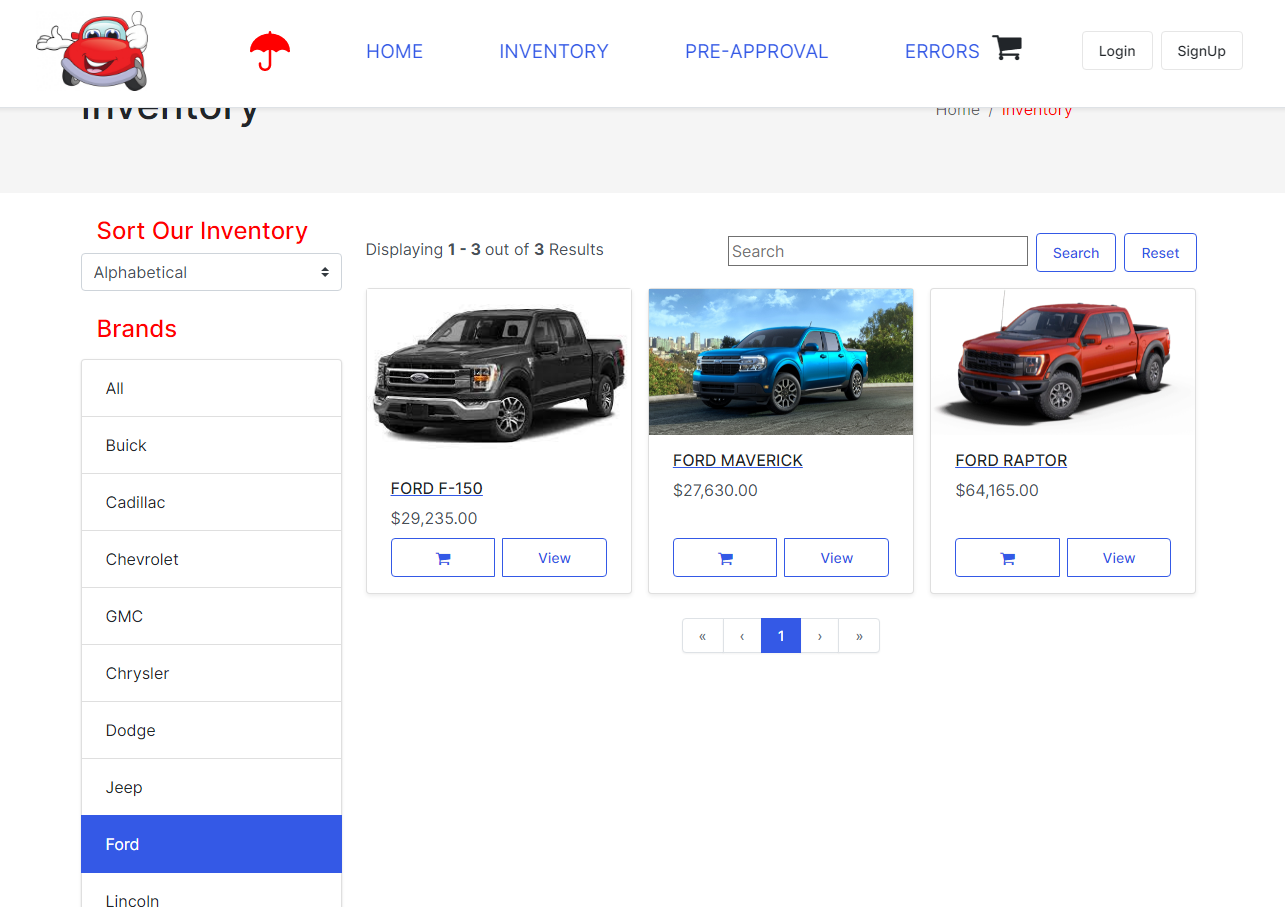 HOME INVENTORY PRE-APPROVAL ERRORS Login SignUp
Inventory
Home / Inventory
Sort Our Inventory
Alphabetical
Brands
All
Buick
Cadillac
Chevrolet
GMC
Chrysler
Dodge
Jeep
Ford
Lincoln
Displaying 1 - 3 out of 3 Results
Search Search Reset
FORD F-150
$29,235.00
View
FORD MAVERICK
$27,630.00
View
FORD RAPTOR
$64,165.00
View
« ‹ 1 › »